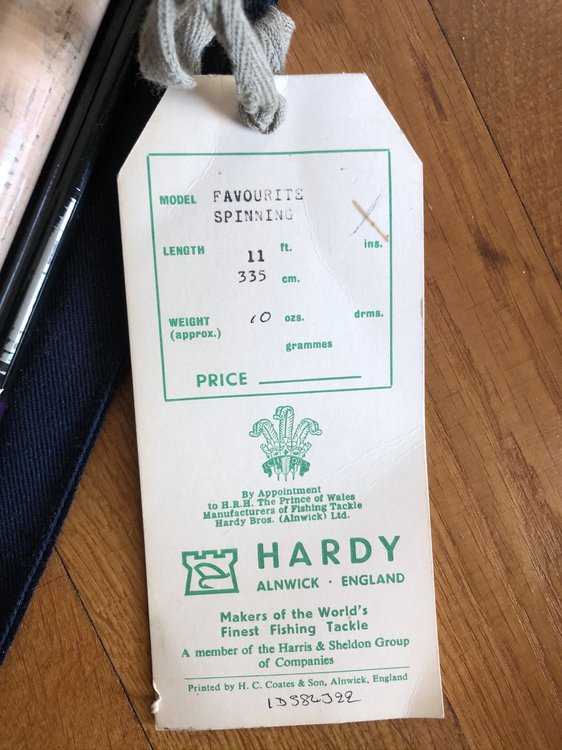 MODEL FAVOURITE
SPINNING
LENGTH 11 ft. ins.
335 cm.
WEIGHT 10 ozs. drms.
(approx.)
grammes
PRICE
By Appointment
to H.R.H. The Prince of Wales
Manufacturers of Fishing Tackle
Hardy Bros. (Alnwick) Ltd.
HARDY
ALNWICK · ENGLAND
Makers of the World's
Finest Fishing Tackle
A member of the Harris & Sheldon Group
of Companies
Printed by H. C. Coates & Son, Alnwick, England